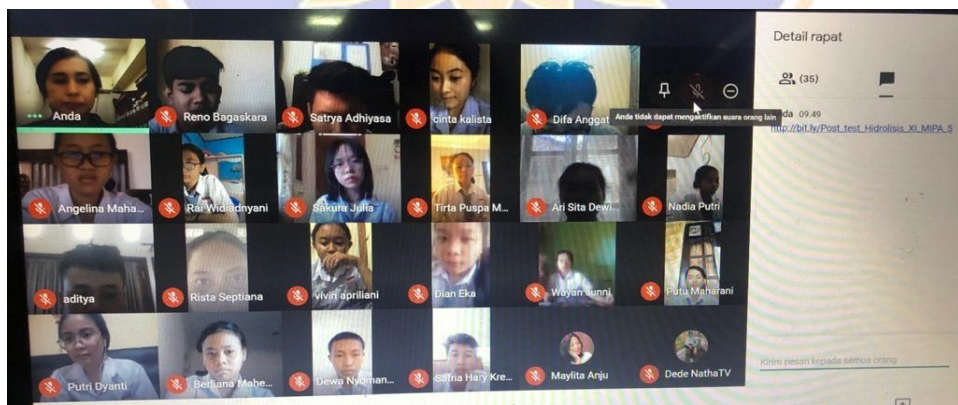 Detail rapat
(35)
Anda
Reno Bagaskara
Satrya Adhiyasa
cinta kalista
Difa Anggat
Anda tidak dapat mengaktifkan suara orang lain
09.49
http://bit.ly/Post_test_Hidrolisis_XI_MIPA_5
Angelina Maha...
Rai Widiadnyani
Sakura Julia
Tirta Puspa M...
Ari Sita Dewi...
Nadia Putri
aditya
Rista Septiana
vivin apriliani
Dian Eka
Wayan Sunni
Putu Maharani
Putri Dyanti
Berliana Mahe...
Dewa Nyoman...
Satria Hary Kre...
Maylita Anju
Dede NathaTV
Kirim pesan kepada semua orang